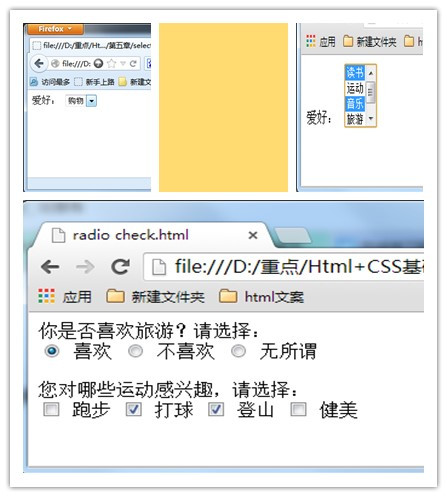 Firefox
file:///D:/重点/Ht.../第五章/select
file:///D:
访问最多 新手上路 新建文
爱好： 购物
应用 新建文件夹
读书
运动
音乐
爱好： 旅游
radio check.html
file:///D:/重点/Html+CSS基础
应用 新建文件夹 html文案
你是否喜欢旅游？请选择：
喜欢 不喜欢 无所谓
您对哪些运动感兴趣，请选择：
跑步 打球 登山 健美